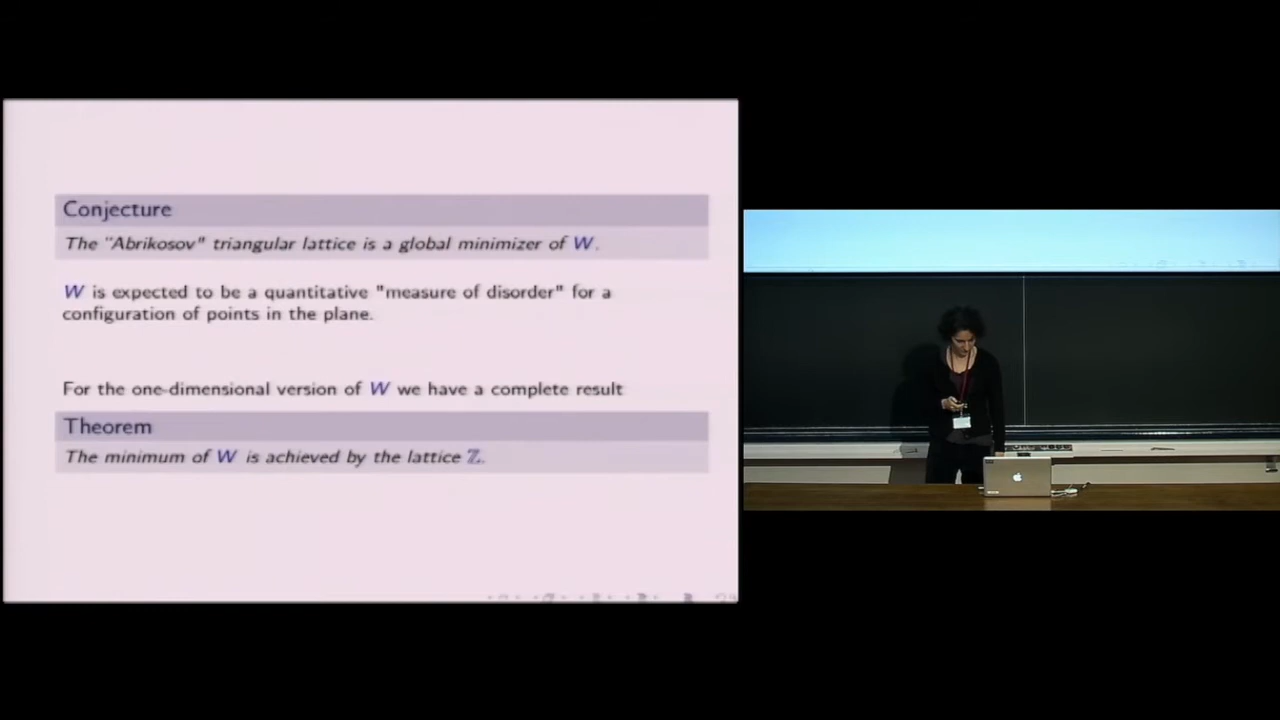 Conjecture
The "Abrikosov" triangular lattice is a global minimizer of W.
W is expected to be a quantitative "measure of disorder" for a
configuration of points in the plane.
For the one-dimensional version of W we have a complete result
Theorem
The minimum of W is achieved by the lattice ℤ.